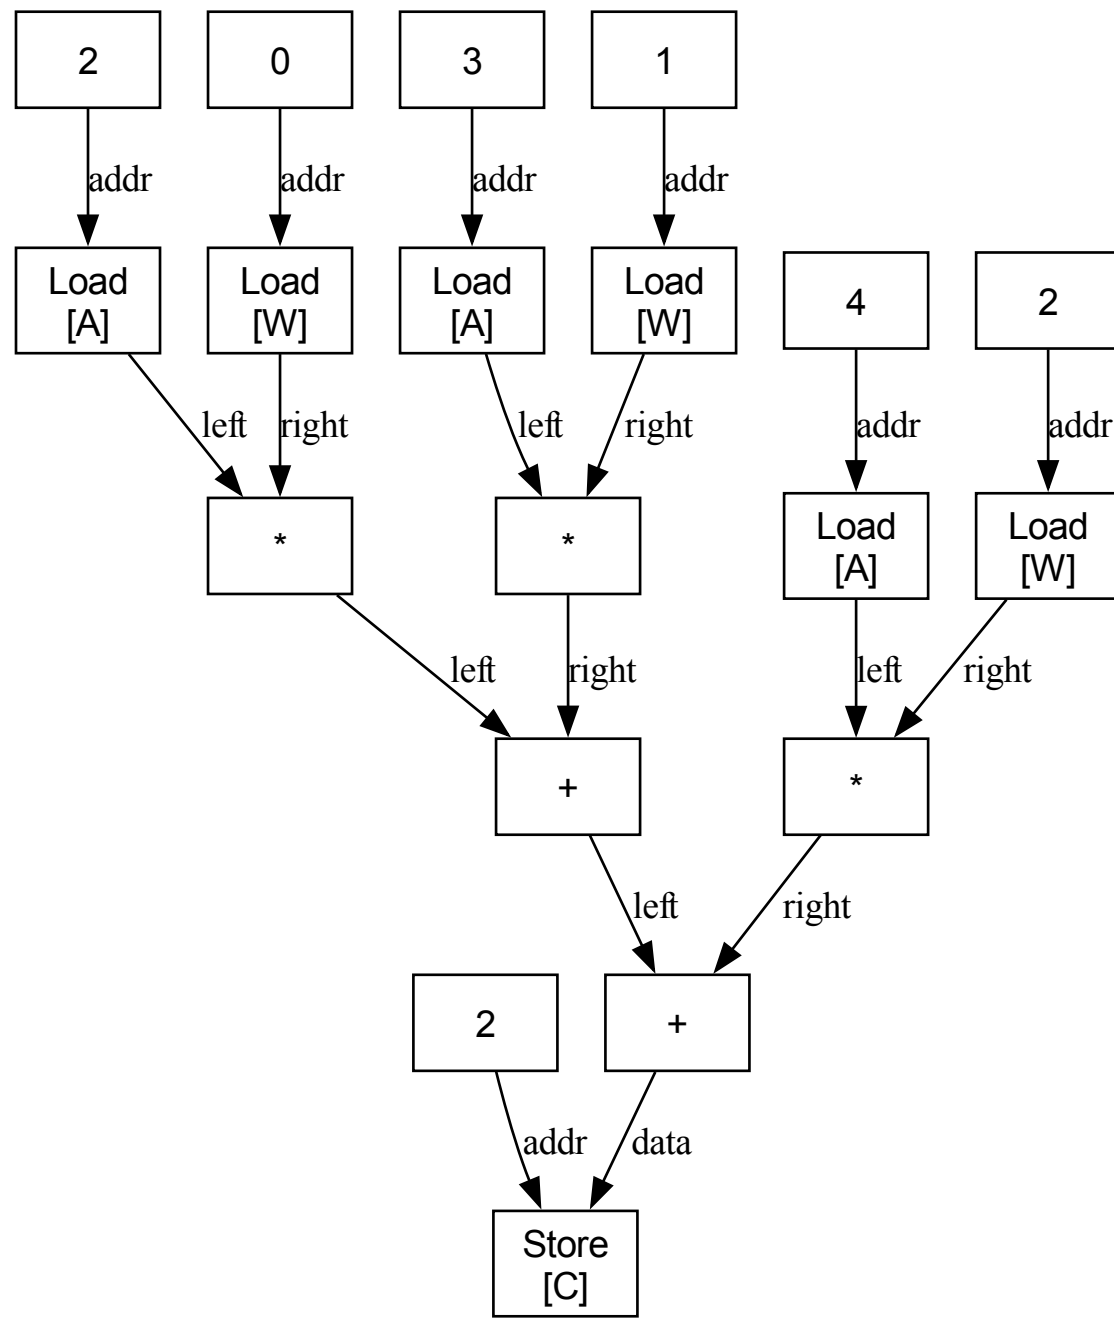 2 0 3 1
addr addr addr addr
Load Load Load Load
[A] [W] [A] [W]
4 2
left right left right addr addr
* *
Load Load
[A] [W]
left right left right
+ *
left right
2 +
addr data
Store
[C]